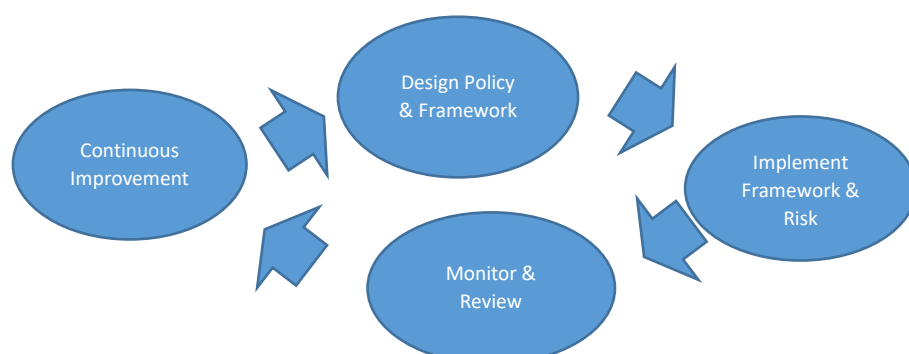 Design Policy
& Framework
Continuous
Improvement
Implement
Framework &
Risk
Monitor &
Review